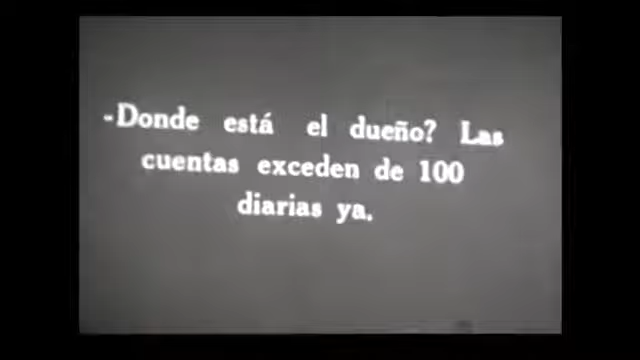 -Donde está el dueño? Las
cuentas exceden de 100
diarias ya.